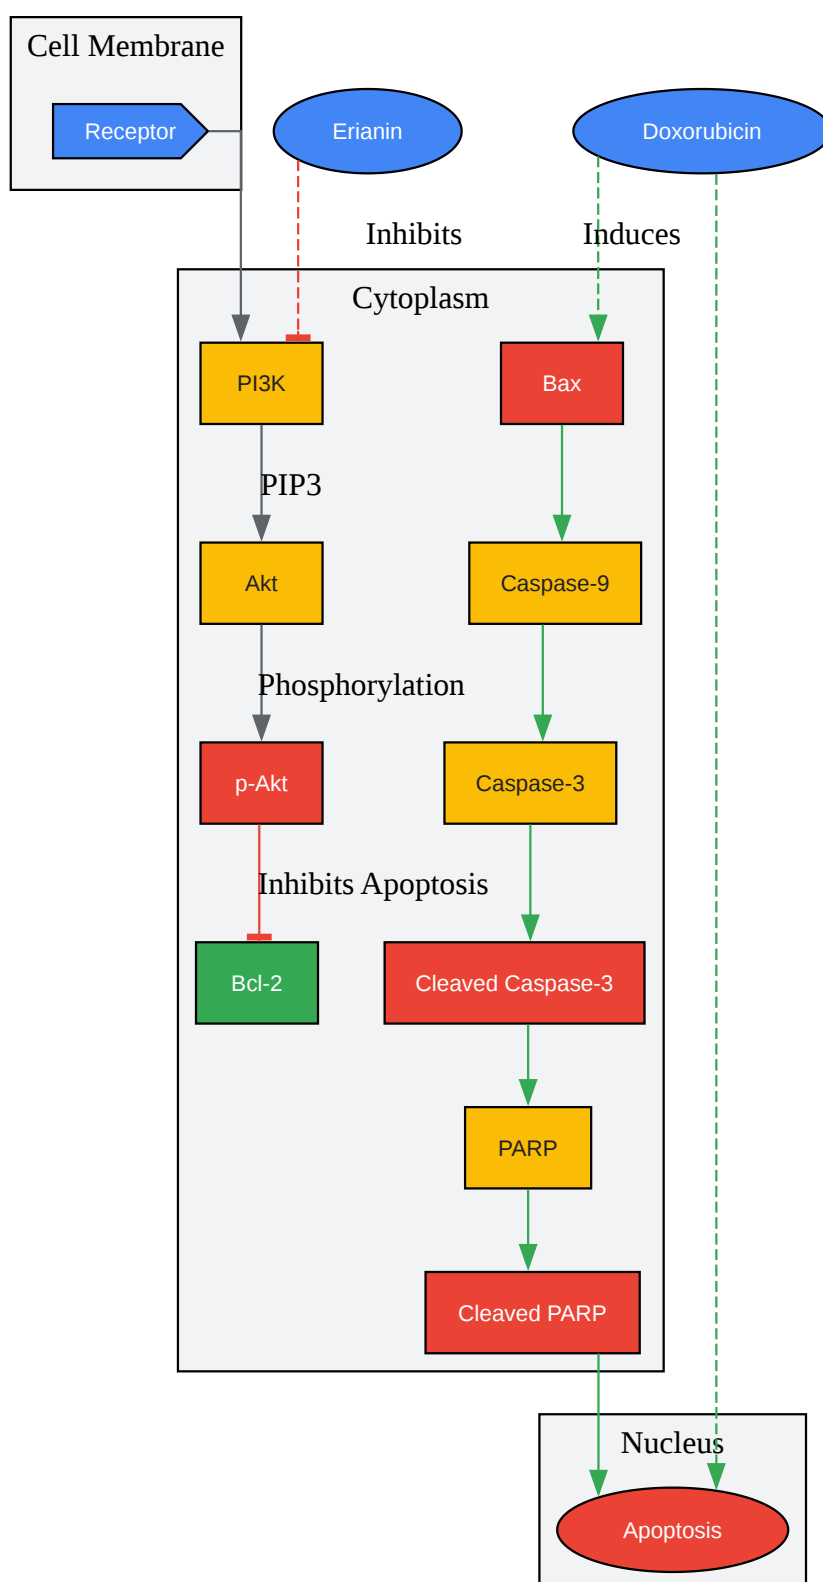 Cell Membrane
Receptor
Erianin
Doxorubicin
Inhibits
Induces
Cytoplasm
PI3K
Bax
PIP3
Akt
Caspase-9
Phosphorylation
p-Akt
Caspase-3
Inhibits Apoptosis
Bcl-2
Cleaved Caspase-3
PARP
Cleaved PARP
Nucleus
Apoptosis